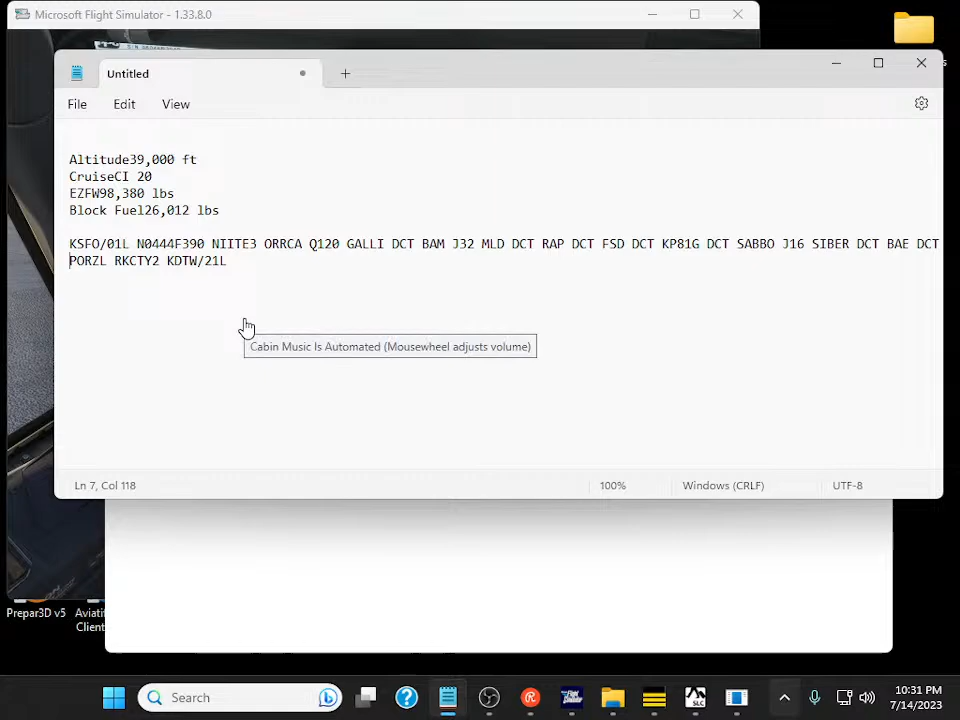 Microsoft Flight Simulator - 1.33.8.0
Untitled
File Edit View
Altitude39,000 ft
CruiseCI 20
EZFW98,380 lbs
Block Fuel26,012 lbs
KSFO/01L N0444F390 NIITE3 ORRCA Q120 GALLI DCT BAM J32 MLD DCT RAP DCT FSD DCT KP81G DCT SABBO J16 SIBER DCT BAE DCT
PORZL RKCTY2 KDTW/21L
Cabin Music Is Automated (Mousewheel adjusts volume)
Ln 7, Col 118 100% Windows (CRLF) UTF-8
Prepar3D v5
Client
Search
SLC
10:31 PM
7/14/2023